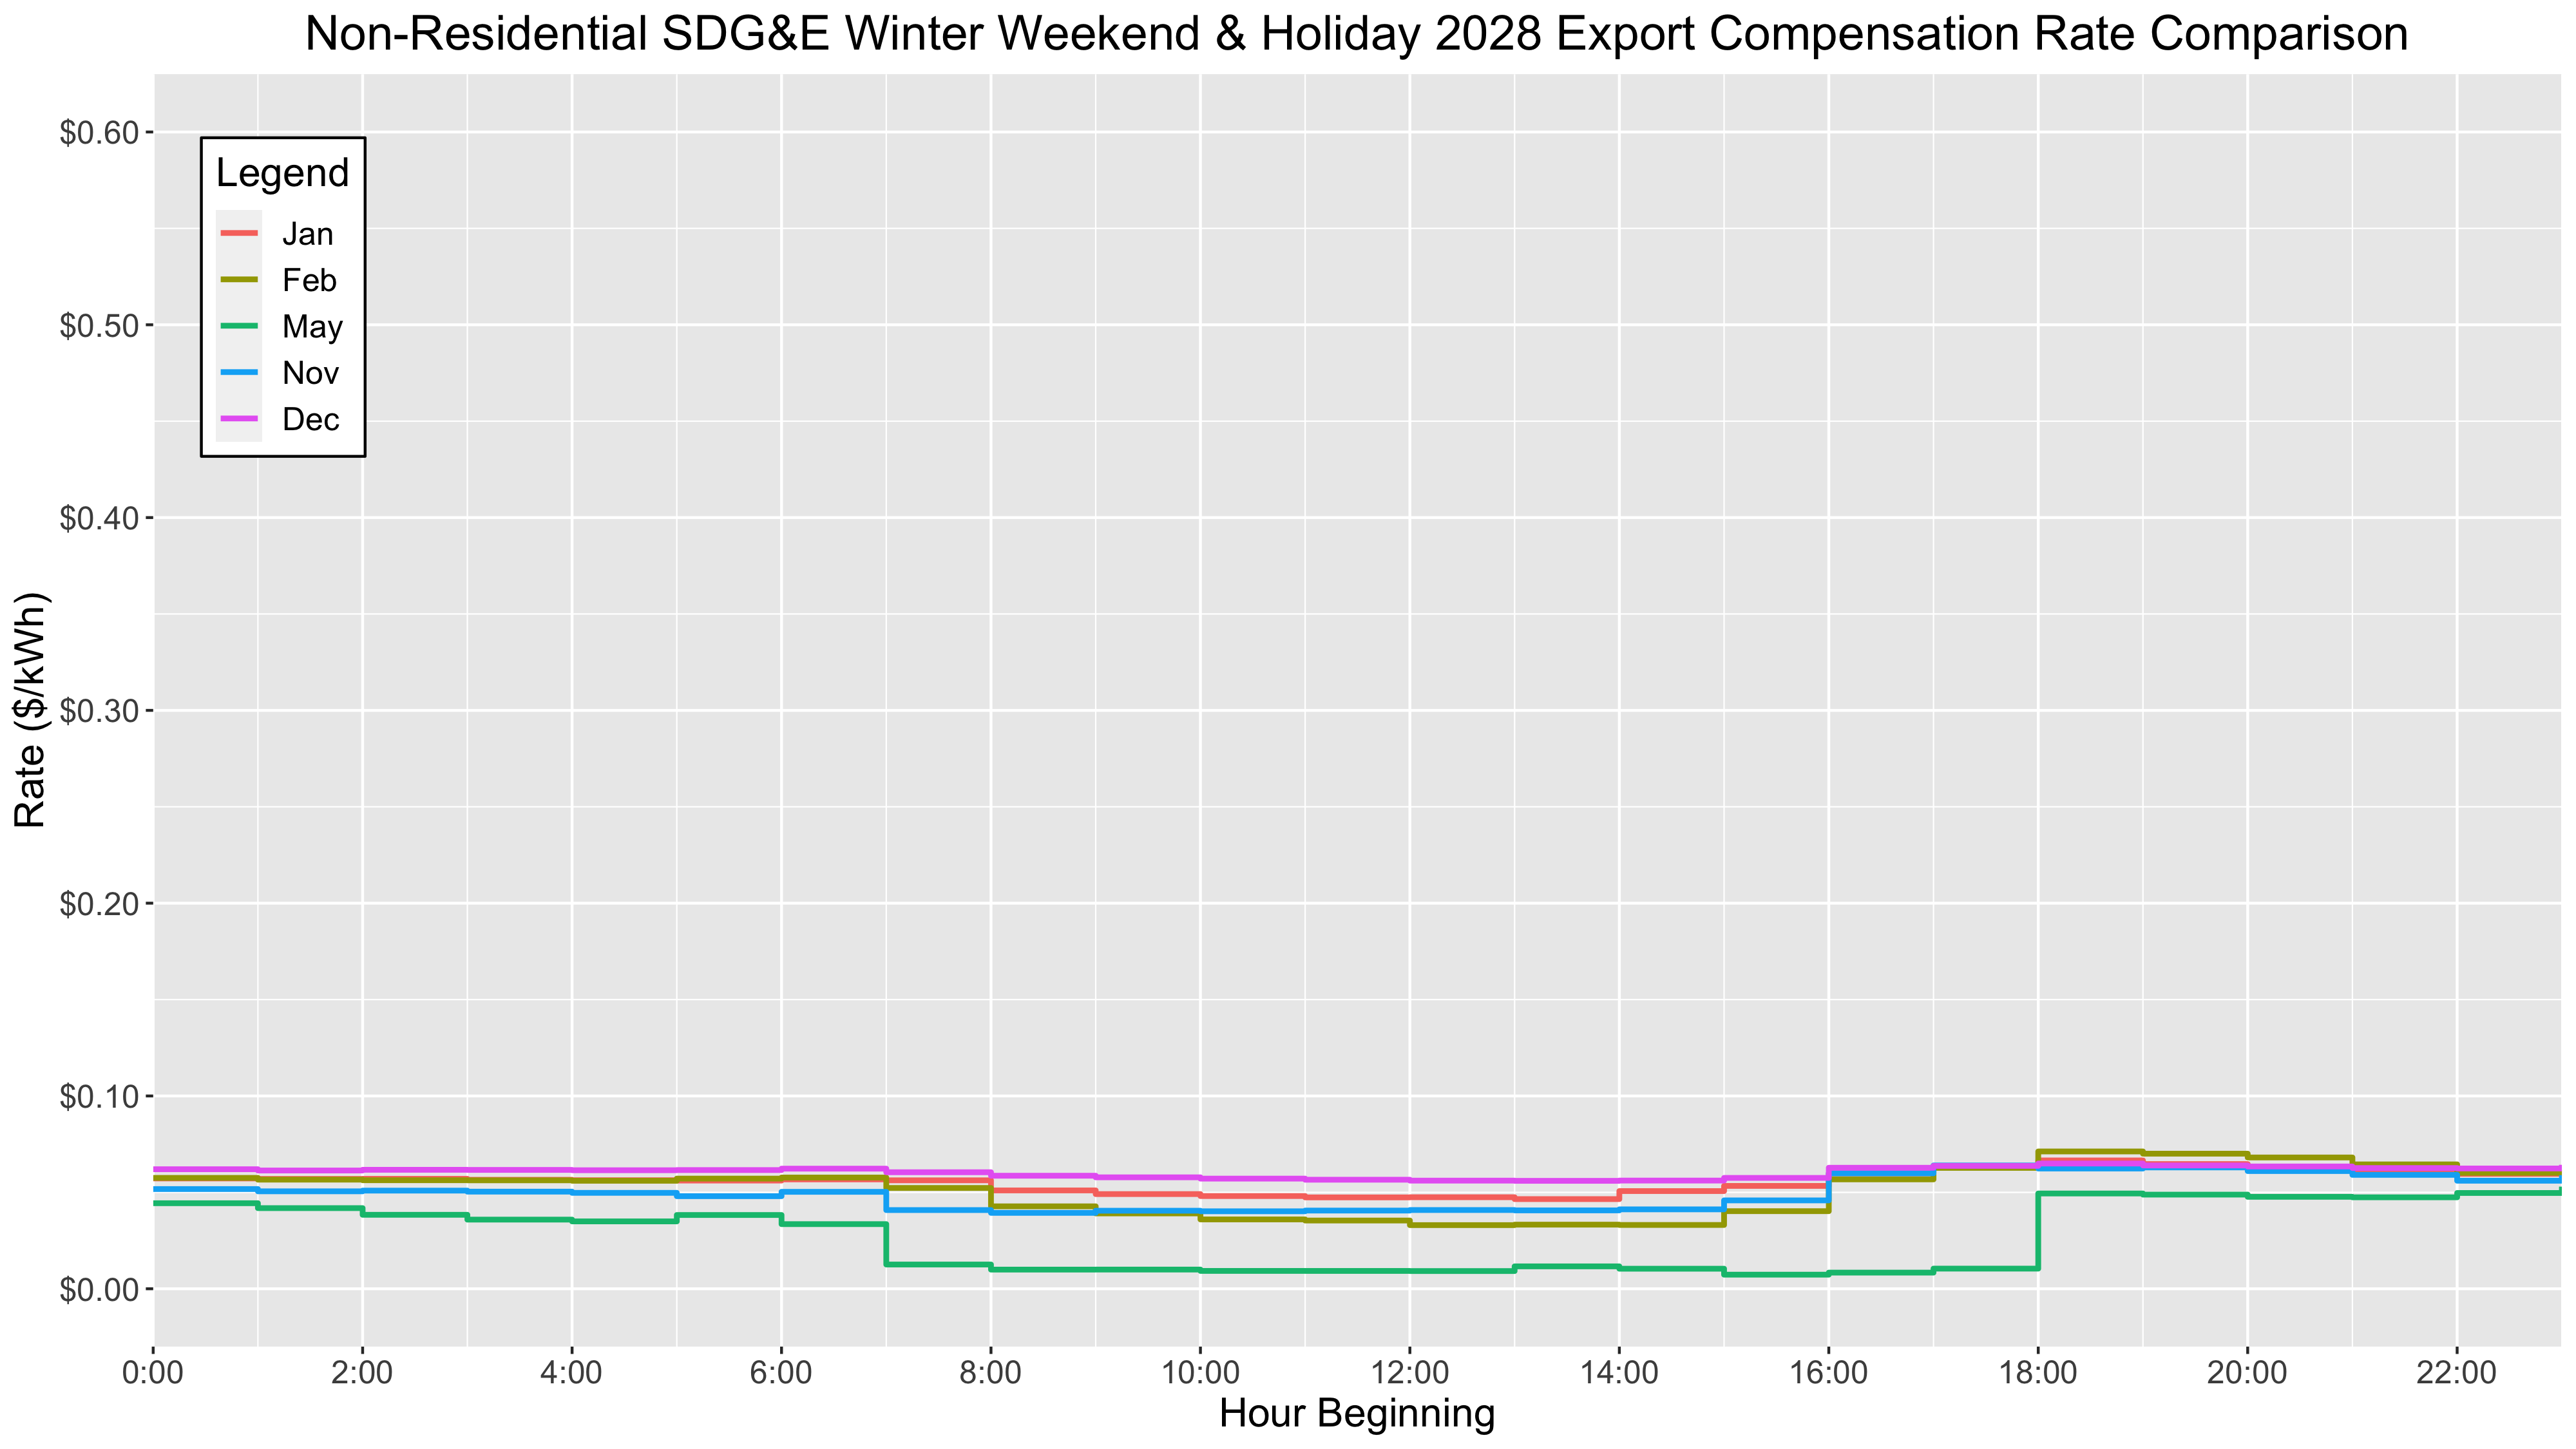 Non-Residential SDG&E Winter Weekend & Holiday 2028 Export Compensation Rate Comparison
$0.60
$0.50
$0.40
$0.30
$0.20
$0.10
$0.00
Rate ($/kWh)
Legend
Jan
Feb
May
Nov
Dec
0:00 2:00 4:00 6:00 8:00 10:00 12:00 14:00 16:00 18:00 20:00 22:00
Hour Beginning